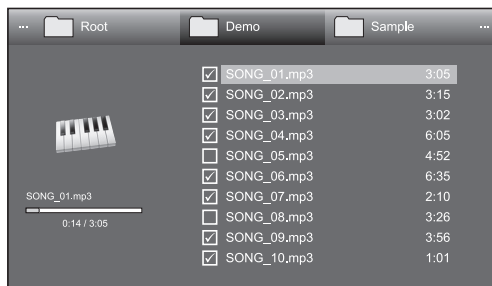 ... Root Demo Sample ...
SONG_01.mp3 3:05
SONG_02.mp3 3:15
SONG_03.mp3 3:02
SONG_04.mp3 6:05
SONG_05.mp3 4:52
SONG_06.mp3 6:35
SONG_07.mp3 2:10
SONG_08.mp3 3:26
SONG_09.mp3 3:56
SONG_10.mp3 1:01
SONG_01.mp3
0:14 / 3:05